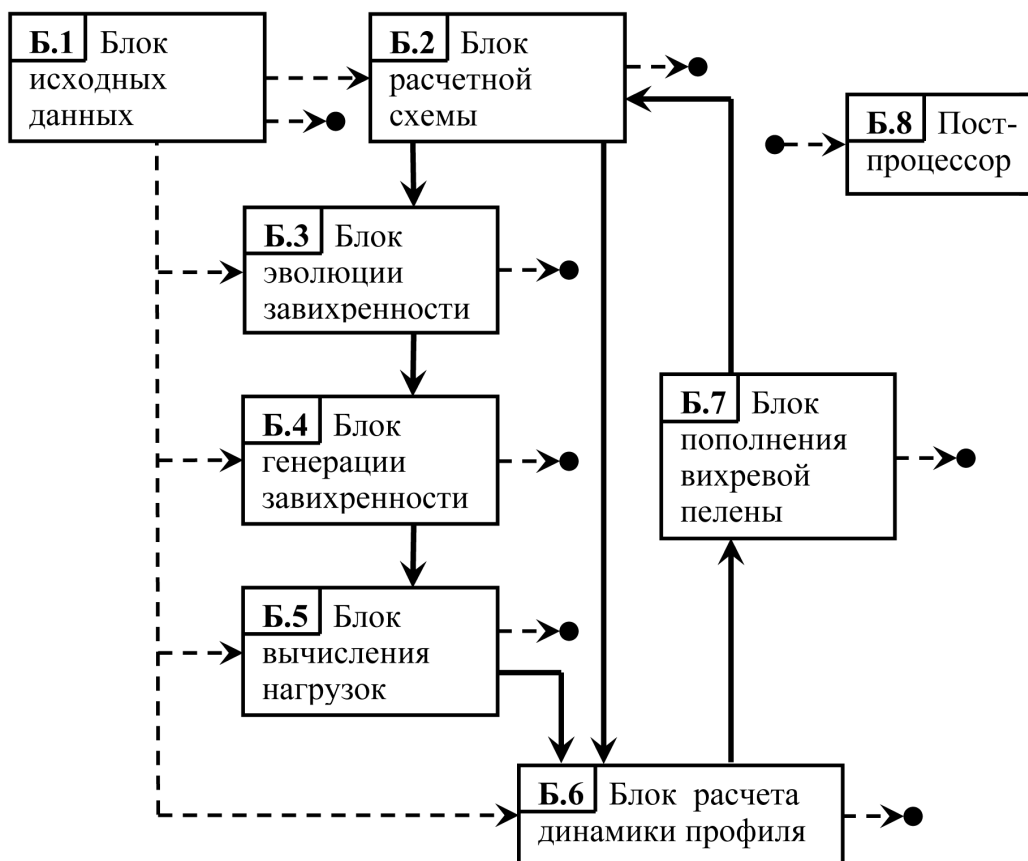 Б.1 Блок
исходных
данных
Б.2 Блок
расчетной
схемы
Б.8 Пост-
процессор
Б.3 Блок
эволюции
завихренности
Б.4 Блок
генерации
завихренности
Б.7 Блок
пополнения
вихревой
пелены
Б.5 Блок
вычисления
нагрузок
Б.6 Блок расчета
динамики профиля